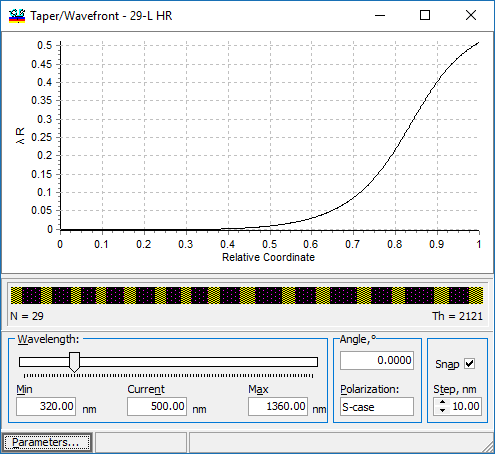 Taper/Wavefront - 29-L HR
0.5
0.45
0.4
0.35
0.3
0.25
0.2
0.15
0.1
0.05
0
λ R
0 0.1 0.2 0.3 0.4 0.5 0.6 0.7 0.8 0.9 1
Relative Coordinate
N = 29 Th = 2121
Wavelength: Angle,°
0.0000 Snap
Min Current Max Polarization: Step, nm
320.00 nm 500.00 nm 1360.00 nm S-case 10.00
Parameters...